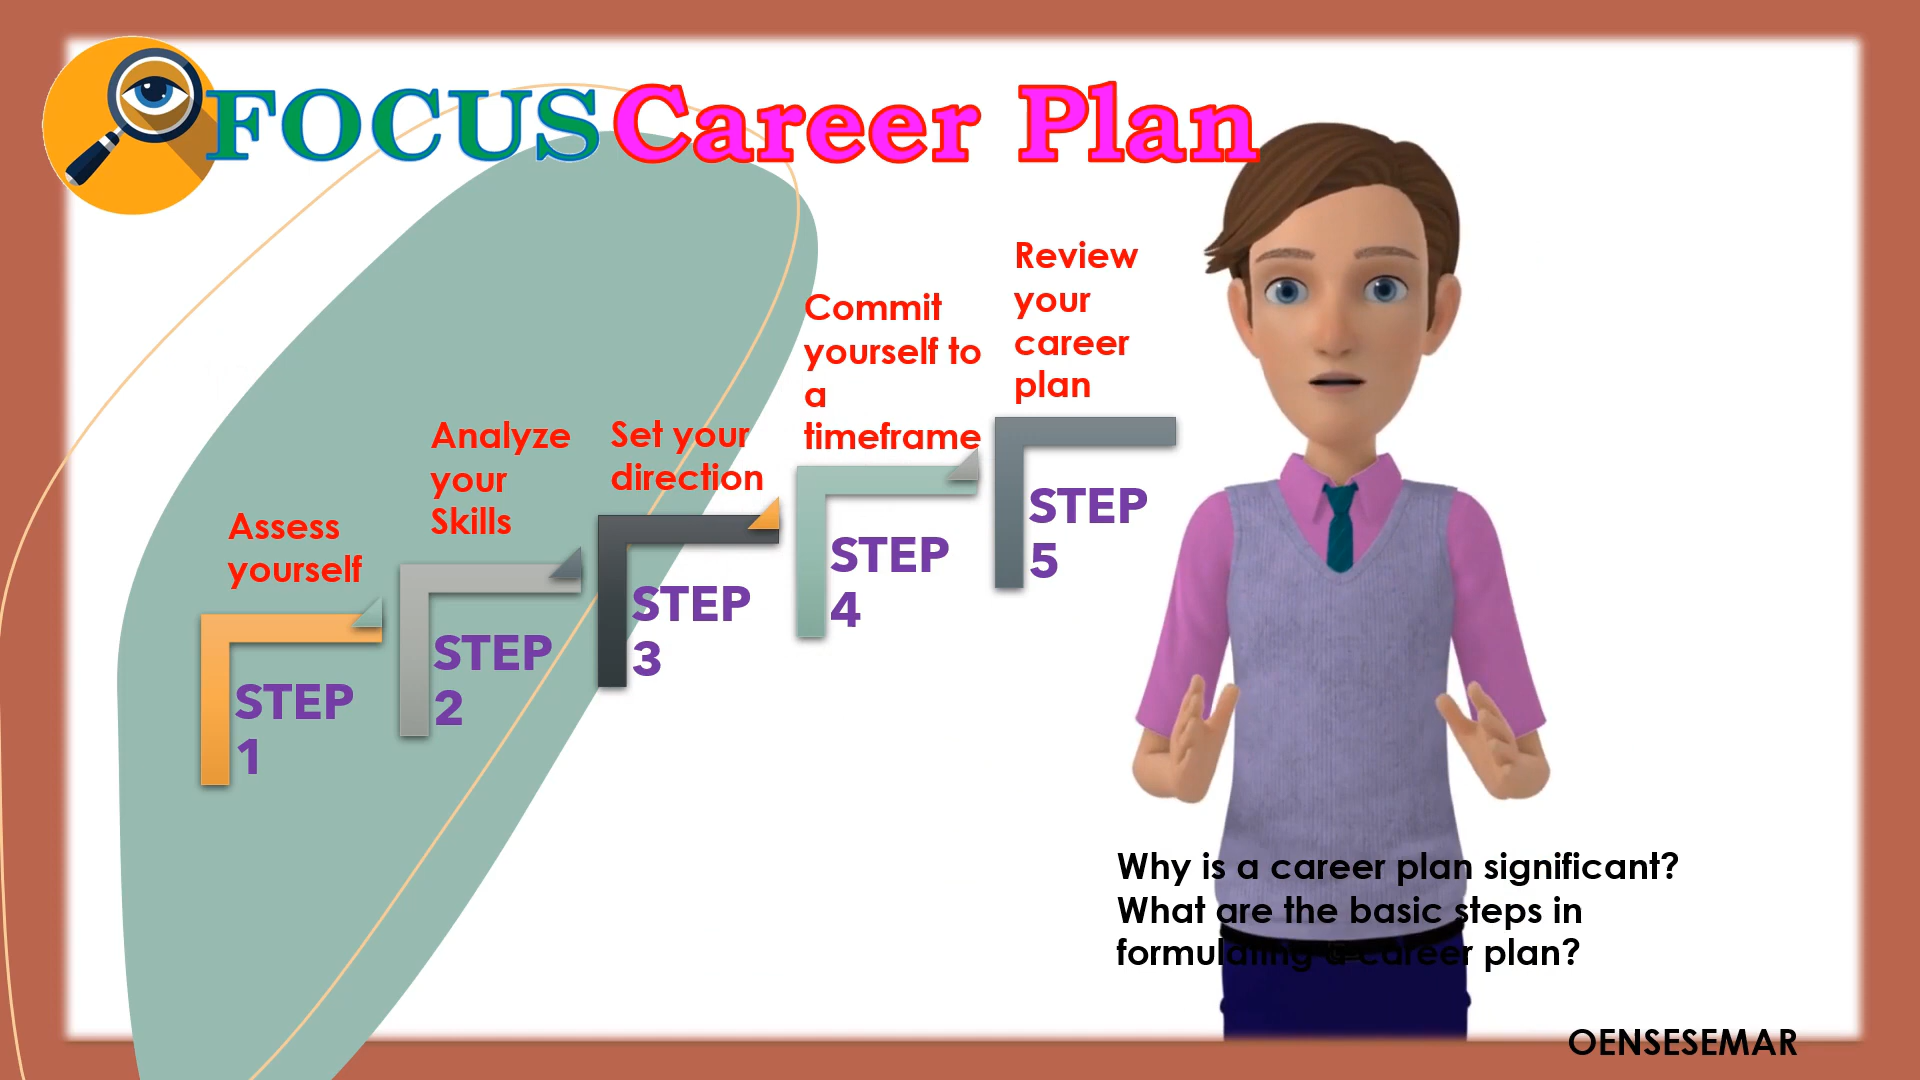 FOCUS Career Plan
Assess
yourself
STEP
1
Analyze
your
Skills
STEP
2
Set your
direction
STEP
3
Commit
yourself to
a
timeframe
STEP
4
Review
your
career
plan
STEP
5
Why is a career plan significant?
What are the basic steps in
formulating a career plan?
OENSESEMAR